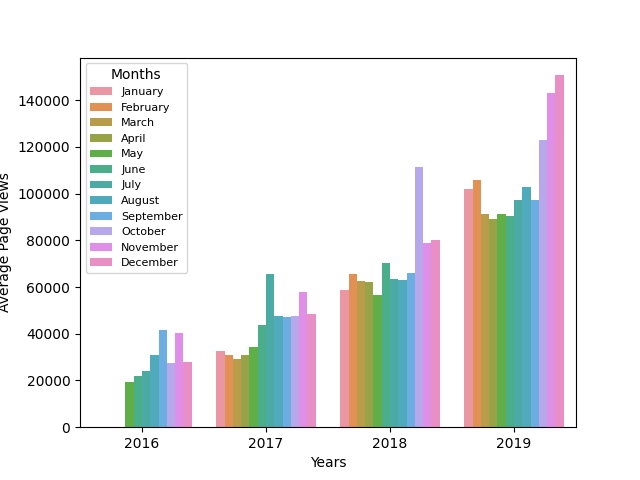 Months
January
February
March
April
May
June
July
August
September
October
November
December
140000
120000
100000
80000
60000
40000
20000
0
Average Page Views
2016 2017 2018 2019
Years